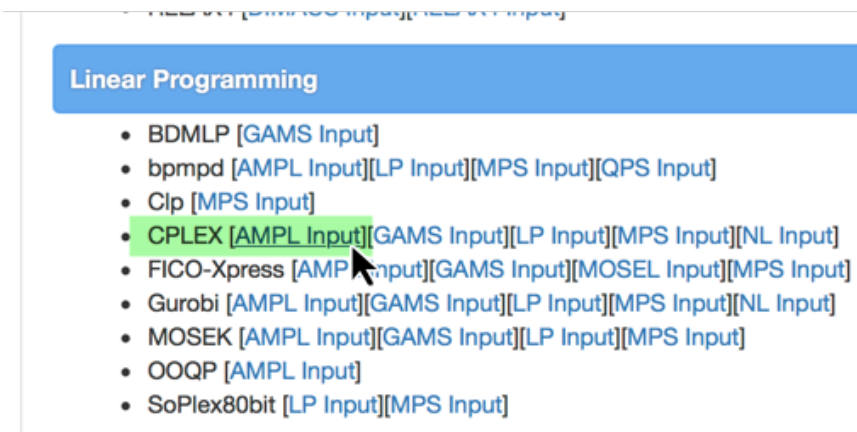 Linear Programming
• BDMLP [GAMS Input]
• bpmpd [AMPL Input][LP Input][MPS Input][QPS Input]
• Clp [MPS Input]
• CPLEX [AMPL Input][GAMS Input][LP Input][MPS Input][NL Input]
• FICO-Xpress [AMP nput][GAMS Input][MOSEL Input][MPS Input]
• Gurobi [AMPL Input][GAMS Input][LP Input][MPS Input][NL Input]
• MOSEK [AMPL Input][GAMS Input][LP Input][MPS Input]
• OOQP [AMPL Input]
• SoPlex80bit [LP Input][MPS Input]